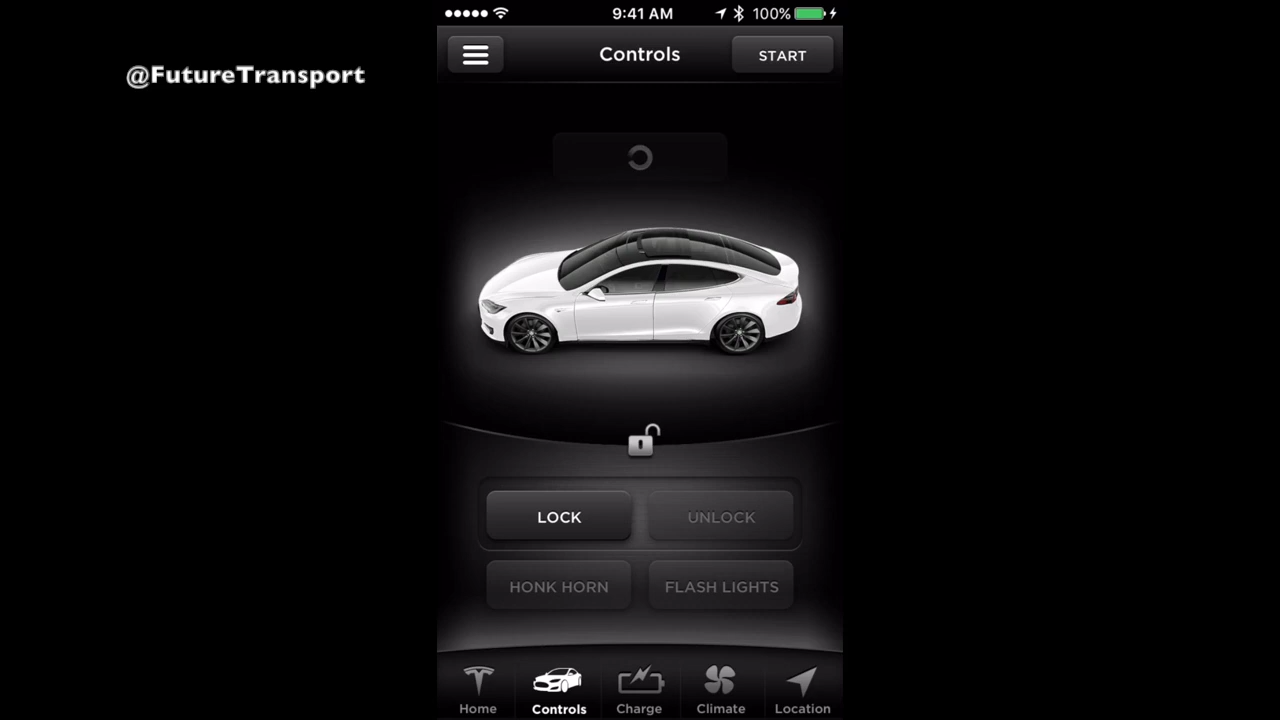 9:41 AM
100%
Controls
START
@FutureTransport
LOCK
UNLOCK
HONK HORN
FLASH LIGHTS
Home
Controls
Charge
Climate
Location